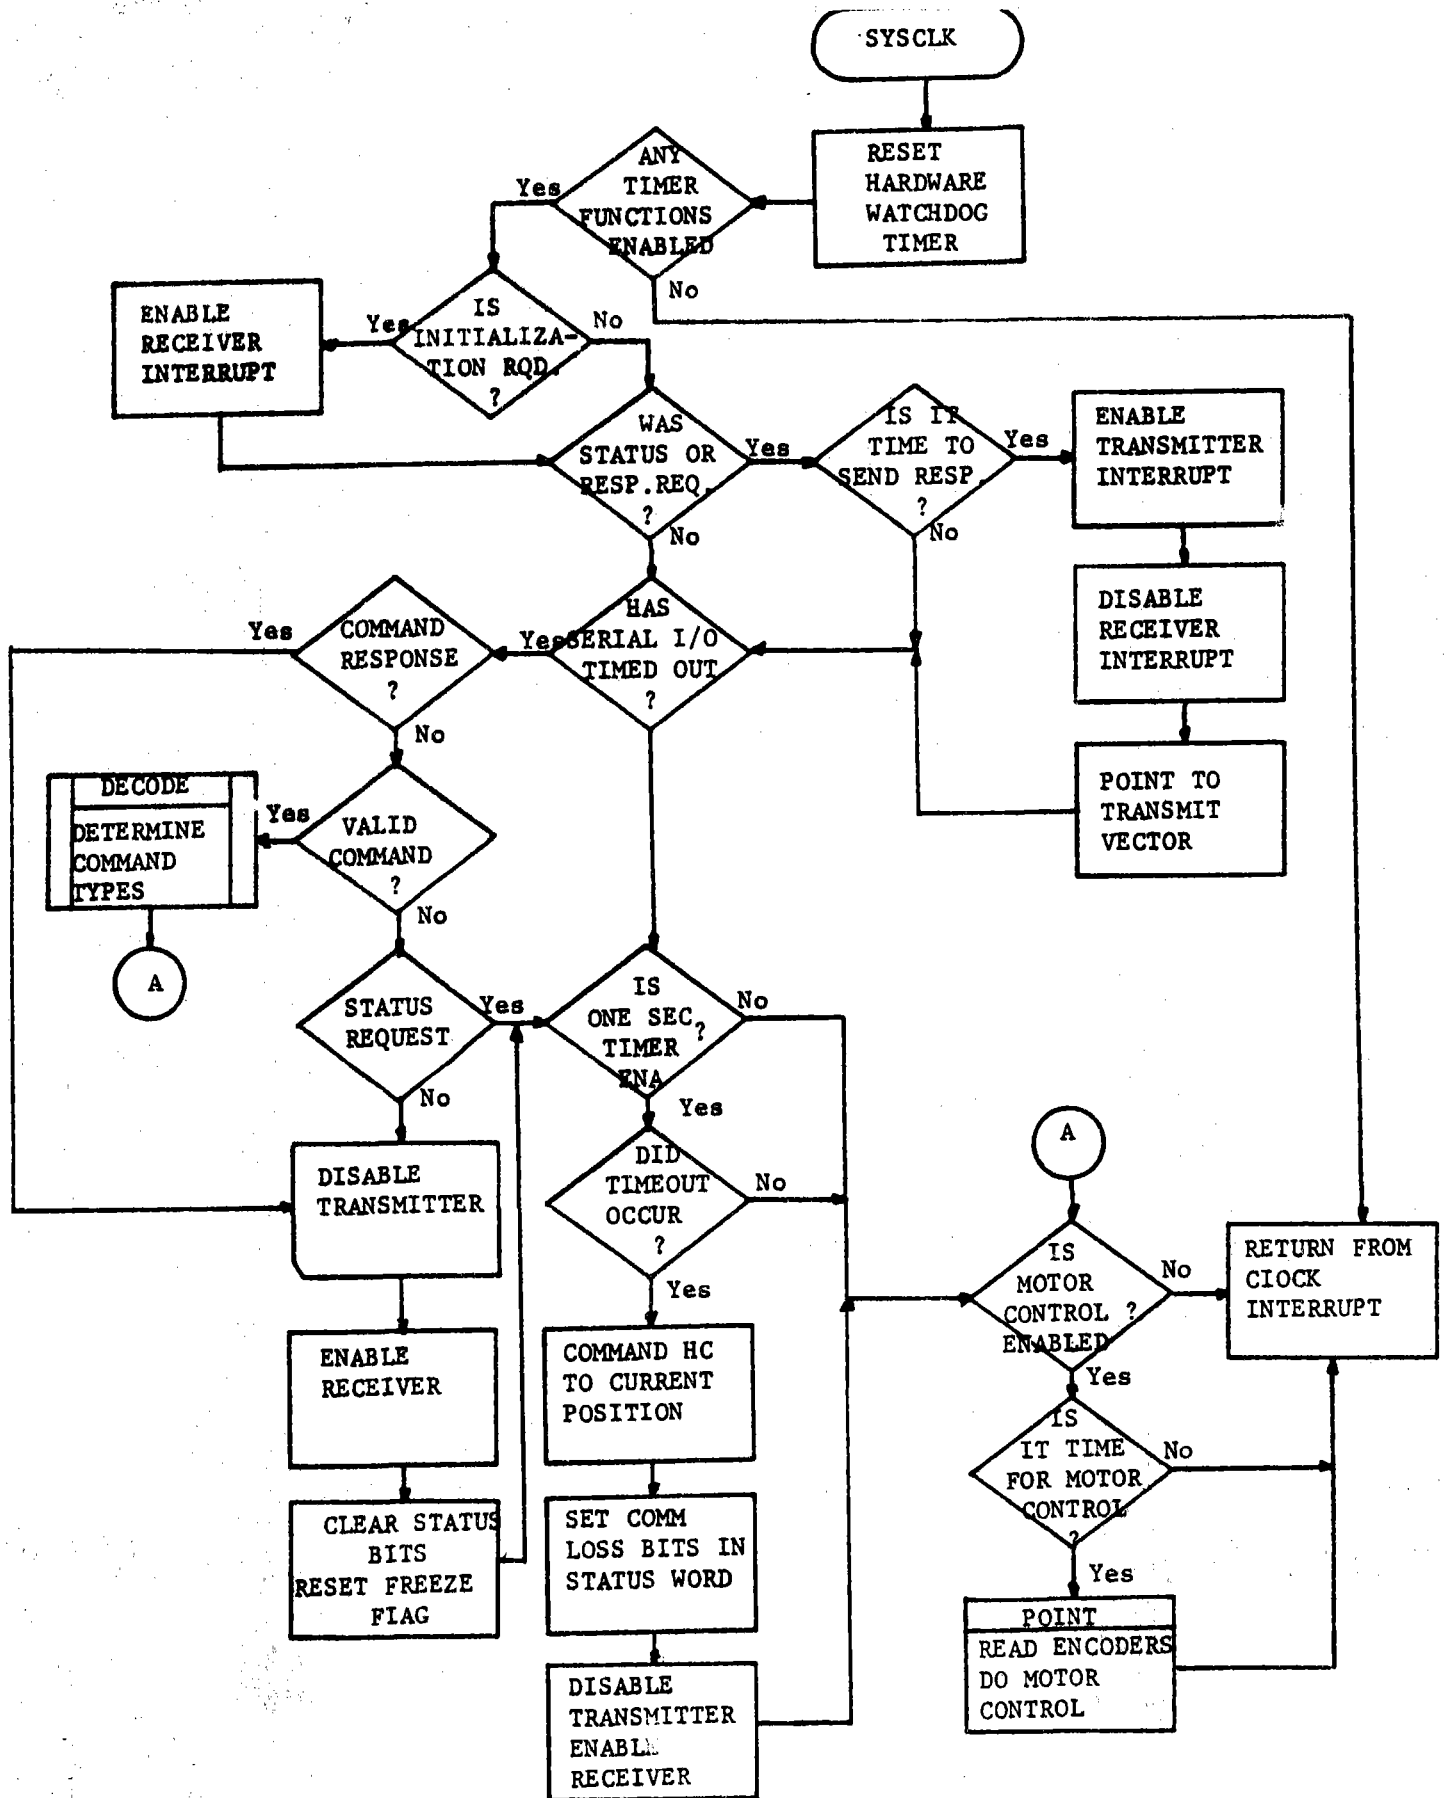 SYSCLK
RESET
HARDWARE
WATCHDOG
TIMER
ANY
TIMER
FUNCTIONS
ENABLED
Yes
No
IS
INITIALIZA-
TION RQD.
?
Yes
No
ENABLE
RECEIVER
INTERRUPT
WAS
STATUS OR
RESP.REQ.
?
Yes
No
IS IT
TIME TO
SEND RESP.
?
Yes
No
ENABLE
TRANSMITTER
INTERRUPT
DISABLE
RECEIVER
INTERRUPT
POINT TO
TRANSMIT
VECTOR
HAS
SERIAL I/O
TIMED OUT
?
Yes
COMMAND
RESPONSE
?
Yes
No
VALID
COMMAND
?
Yes
No
DECODE
DETERMINE
COMMAND
TYPES
A
STATUS
REQUEST
Yes
No
DISABLE
TRANSMITTER
ENABLE
RECEIVER
CLEAR STATUS
BITS
RESET FREEZE
FIAG
IS
ONE SEC ?
TIMER
ENA
No
Yes
DID
TIMEOUT
OCCUR
?
No
Yes
COMMAND HC
TO CURRENT
POSITION
SET COMM
LOSS BITS IN
STATUS WORD
DISABLE
TRANSMITTER
ENABLE
RECEIVER
A
IS
MOTOR
CONTROL ?
ENABLED
No
Yes
IS
IT TIME
FOR MOTOR
CONTROL
?
No
Yes
POINT
READ ENCODERS
DO MOTOR
CONTROL
RETURN FROM
CIOCK
INTERRUPT